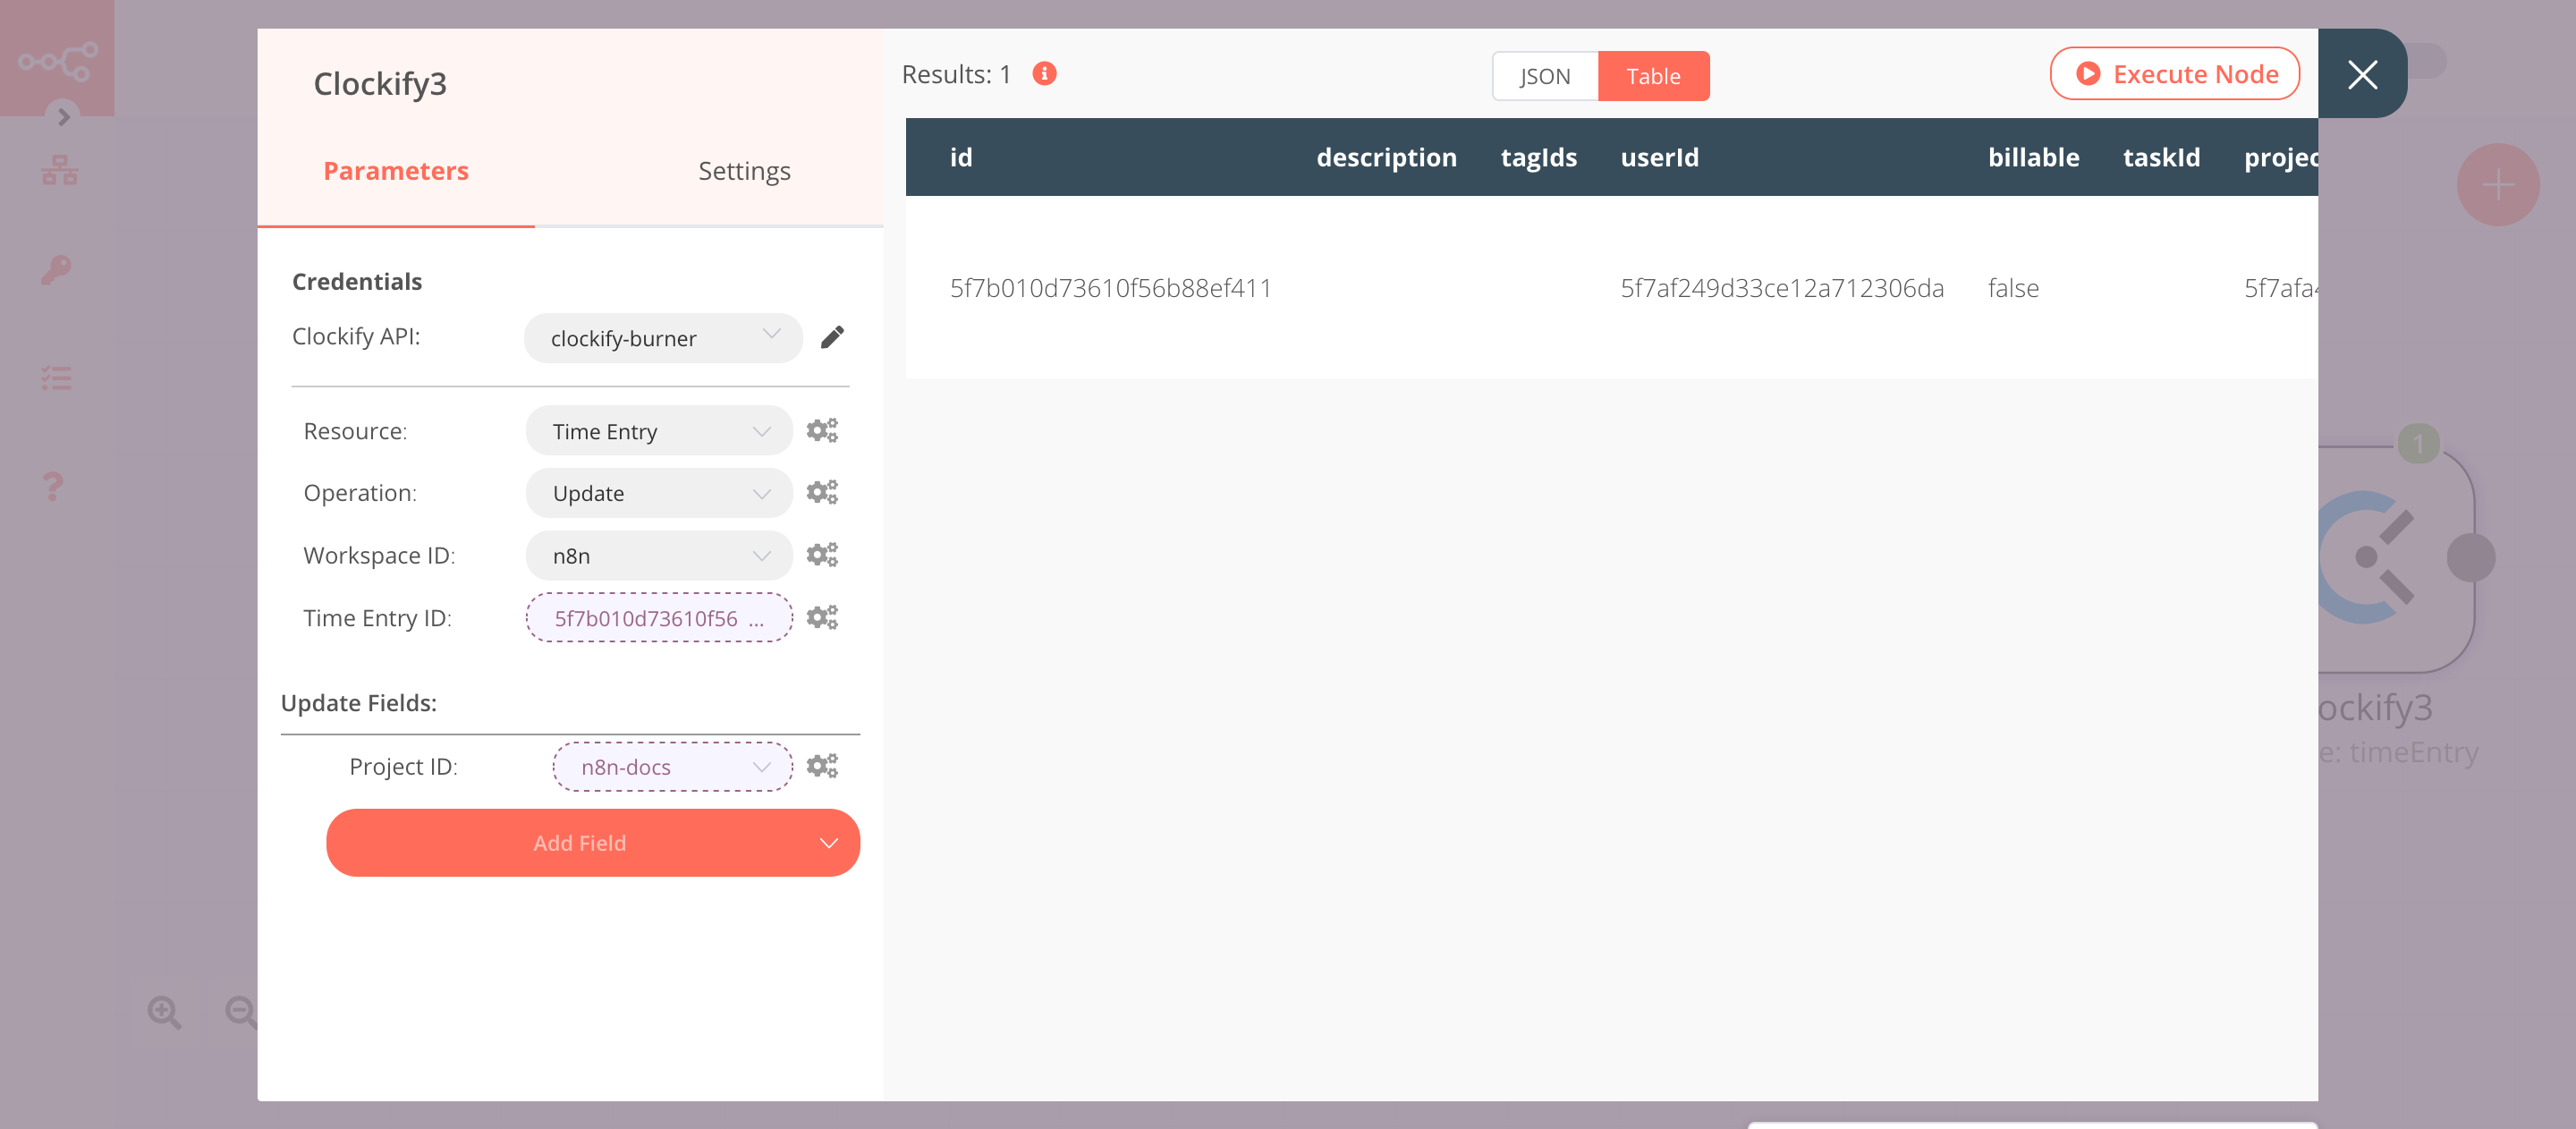 Clockify3
Parameters Settings
Credentials
Clockify API: clockify-burner
Resource: Time Entry
Operation: Update
Workspace ID: n8n
Time Entry ID: 5f7b010d73610f56 ...
Update Fields:
Project ID: n8n-docs
Add Field
Results: 1
JSON Table
Execute Node
id description tagIds userId billable taskId projec
5f7b010d73610f56b88ef411 5f7af249d33ce12a712306da false 5f7afa4
1
ockify3
e: timeEntry